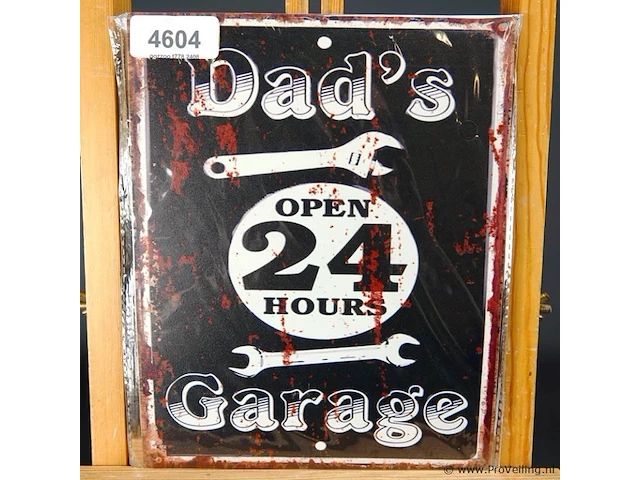 4604
Dad's
OPEN
24
HOURS
Garage
© www.ProVeiling.nl